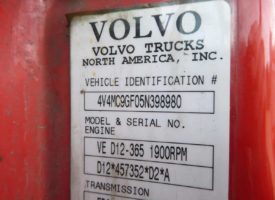 VOLVO
VOLVO TRUCKS
NORTH AMERICA, INC.
VEHICLE IDENTIFICATION #
4V4MC9GF05N398980
MODEL & SERIAL NO.
ENGINE
VE D12-365 1900RPM
D12*457352*D2*A
TRANSMISSION